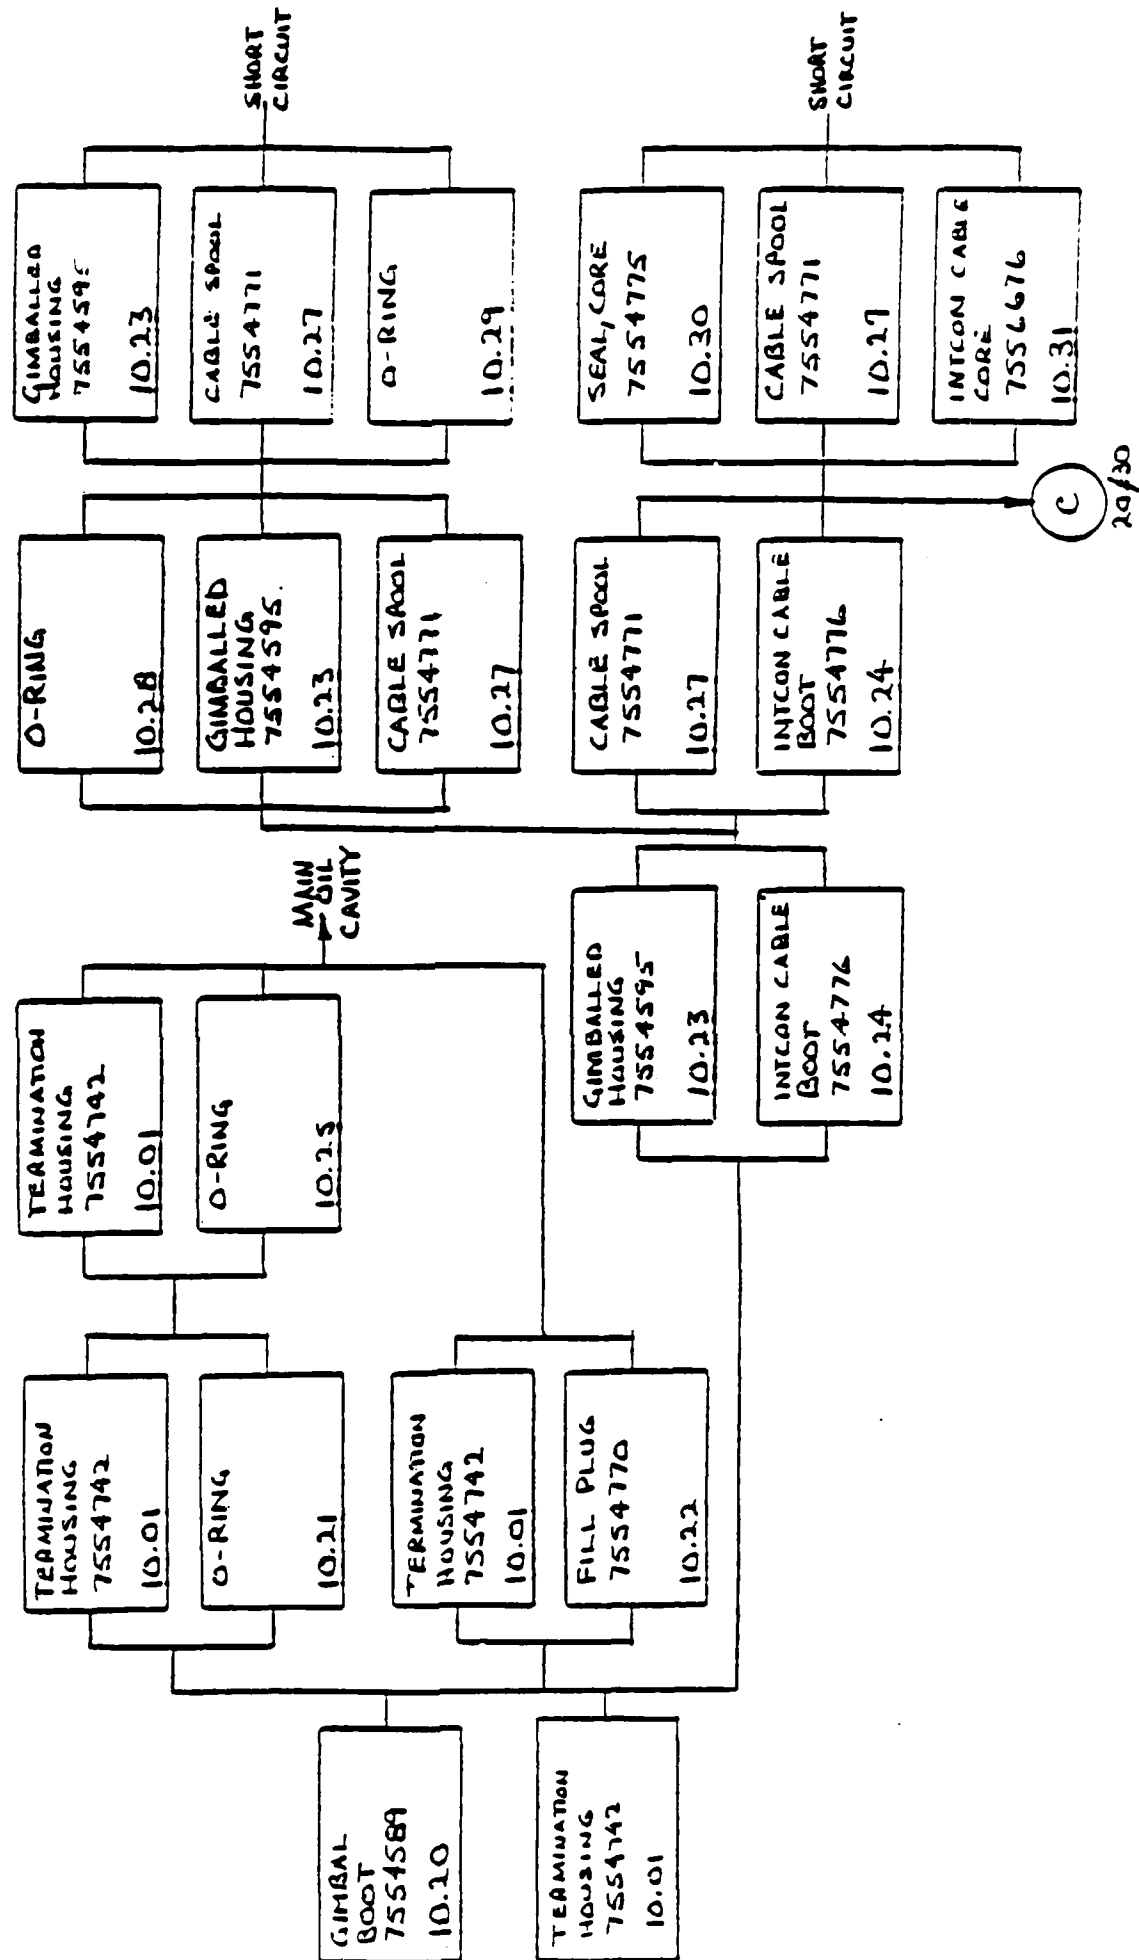 GIMBAL
BOOT
7554589
10.20
TERMINATION
HOUSING
7554742
10.01
TERMINATION
HOUSING
7554742
10.01
O-RING
10.21
TERMINATION
HOUSING
7554742
10.01
FILL PLUG
7554770
10.22
TERMINATION
HOUSING
7554742
10.01
O-RING
10.25
MAIN
OIL
CAVITY
GIMBALLED
HOUSING
7554595
10.23
INTCON CABLE
BOOT
7554776
10.24
O-RING
10.28
GIMBALLED
HOUSING
7554595.
10.23
CABLE SPOOL
7554771
10.27
CABLE SPOOL
7554771
10.27
INTCON CABLE
BOOT
7554776
10.24
C
29/30
GIMBALLED
HOUSING
7554595
10.23
CABLE SPOOL
7554771
10.27
O-RING
10.29
SHORT
CIRCUIT
SEAL, CORE
7554775
10.30
CABLE SPOOL
7554771
10.27
INTCON CABLE
CORE
7556676
10.31
SHORT
CIRCUIT